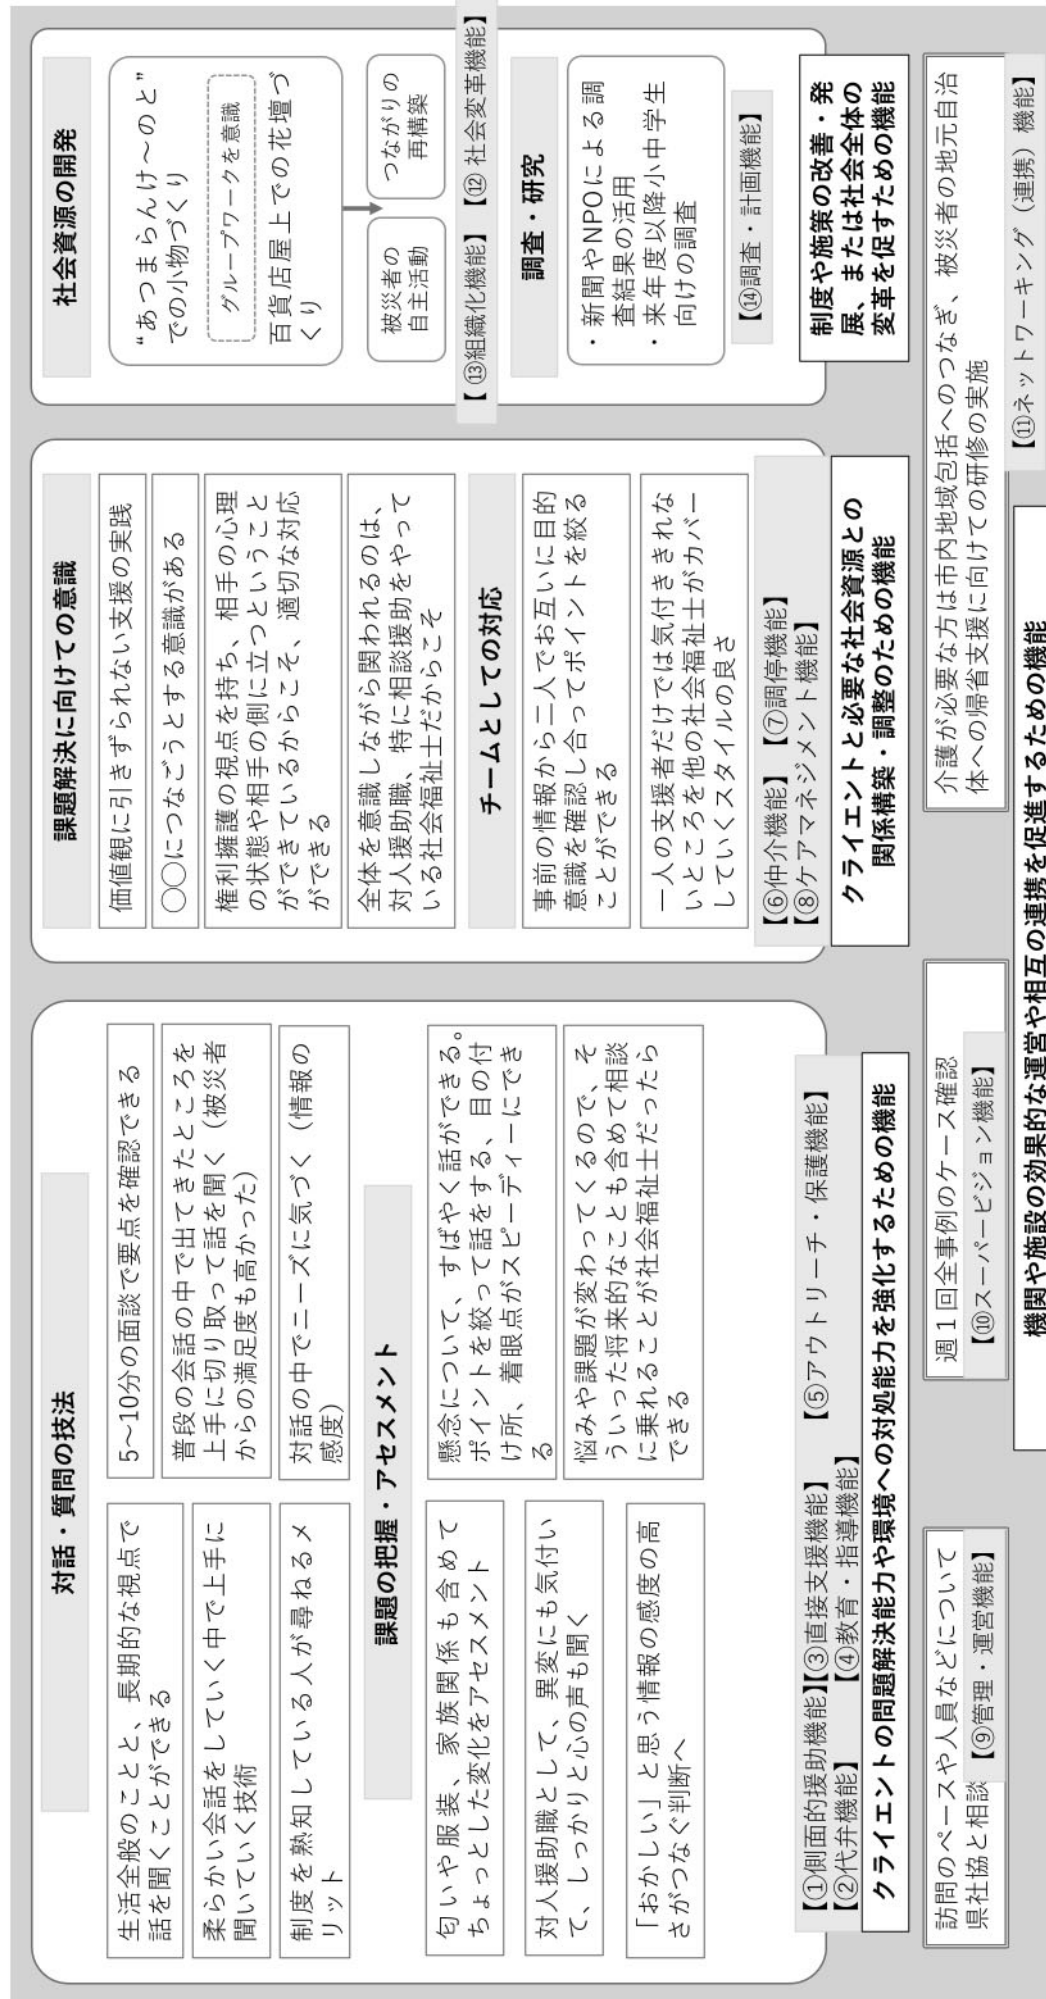 対話・質問の技法
生活全般のことと、長期的な視点で
話を聞くことができる
柔らかい会話をしていく中で上手に
聞いていく技術
制度を熟知している人が尋ねるメ
リット
5～10分の面談で要点を確認できる
普段の会話の中で出てきたところを
上手に切り取って話を聞く（被災者
からの満足度も高かった）
対話の中でニーズに気づく（情報の
感度）
課題の把握・アセスメント
匂いや服装、家族関係も含めて
ちょっとした変化をアセスメント
対人援助職として、異変にも気付い
て、しっかりと心の声も聞く
「おかしい」と思う情報の感度の高
さがつなぐ判断へ
懸念について、すばやく話ができる。
ポイントを絞って話をする、目の付
け所、着眼点がスピーディーにでき
る
悩みや課題が変わってくるので、そ
ういった将来的なことも含めて相談
に乗れることが社会福祉士だったら
できる
【①側面的援助機能】【③直接支援機能】　【⑤アウトリーチ・保護機能】
【②代弁機能】　【④教育・指導機能】
クライエントの問題解決能力や環境への対処能力を強化するための機能
課題解決に向けての意識
価値観に引きずられない支援の実践
○○につなごうとする意識がある
権利擁護の視点を持ち、相手の心理
の状態や相手の側に立つということ
ができているからこそ、適切な対応
ができる
全体を意識しながら関われるのは、
対人援助職、特に相談援助をやって
いる社会福祉士だからこそ
チームとしての対応
事前の情報から二人でお互いに目的
意識を確認し合ってポイントを絞る
ことができる
一人の支援者だけでは気付ききれな
いところを他の社会福祉士がカバー
していくスタイルの良さ
【⑥仲介機能】【⑦調停機能】
【⑧ケアマネジメント機能】
クライエントと必要な社会資源との
関係構築・調整のための機能
社会資源の開発
“あつまらんけ～のと”
での小物づくり
グループワークを意識
百貨店屋上での花壇づ
くり
被災者の
自主活動
つながりの
再構築
【⑬組織化機能】【⑫社会変革機能】
調査・研究
・新聞やNPOによる調
査結果の活用
・来年度以降小中学生
向けの調査
【⑭調査・計画機能】
制度や施策の改善・発
展、または社会全体の
変革を促すための機能
訪問のペースや人員などについて
県社協と相談
【⑨管理・運営機能】
週１回全事例のケース確認
【⑩スーパービジョン機能】
介護が必要な方は市内地域包括へのつなぎ、被災者の地元自治
体への帰省支援に向けての研修の実施
【⑪ネットワーキング（連携）機能】
機関や施設の効果的な運営や相互の連携を促進するための機能